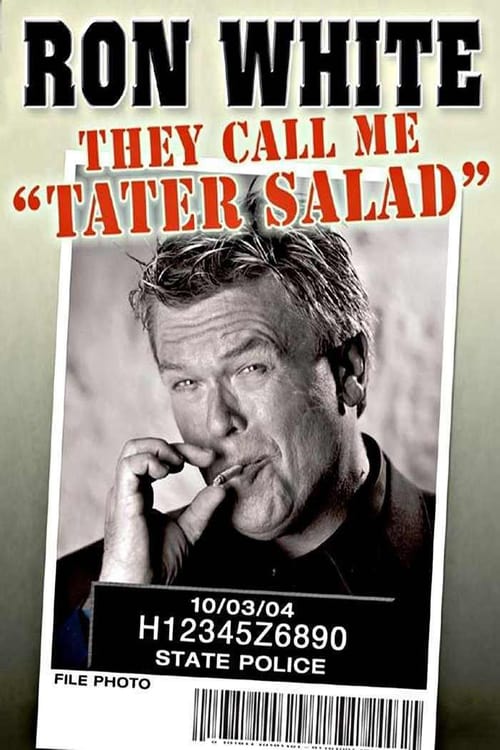 RON WHITE
THEY CALL ME
“TATER SALAD”
10/03/04
H12345Z6890
STATE POLICE
FILE PHOTO